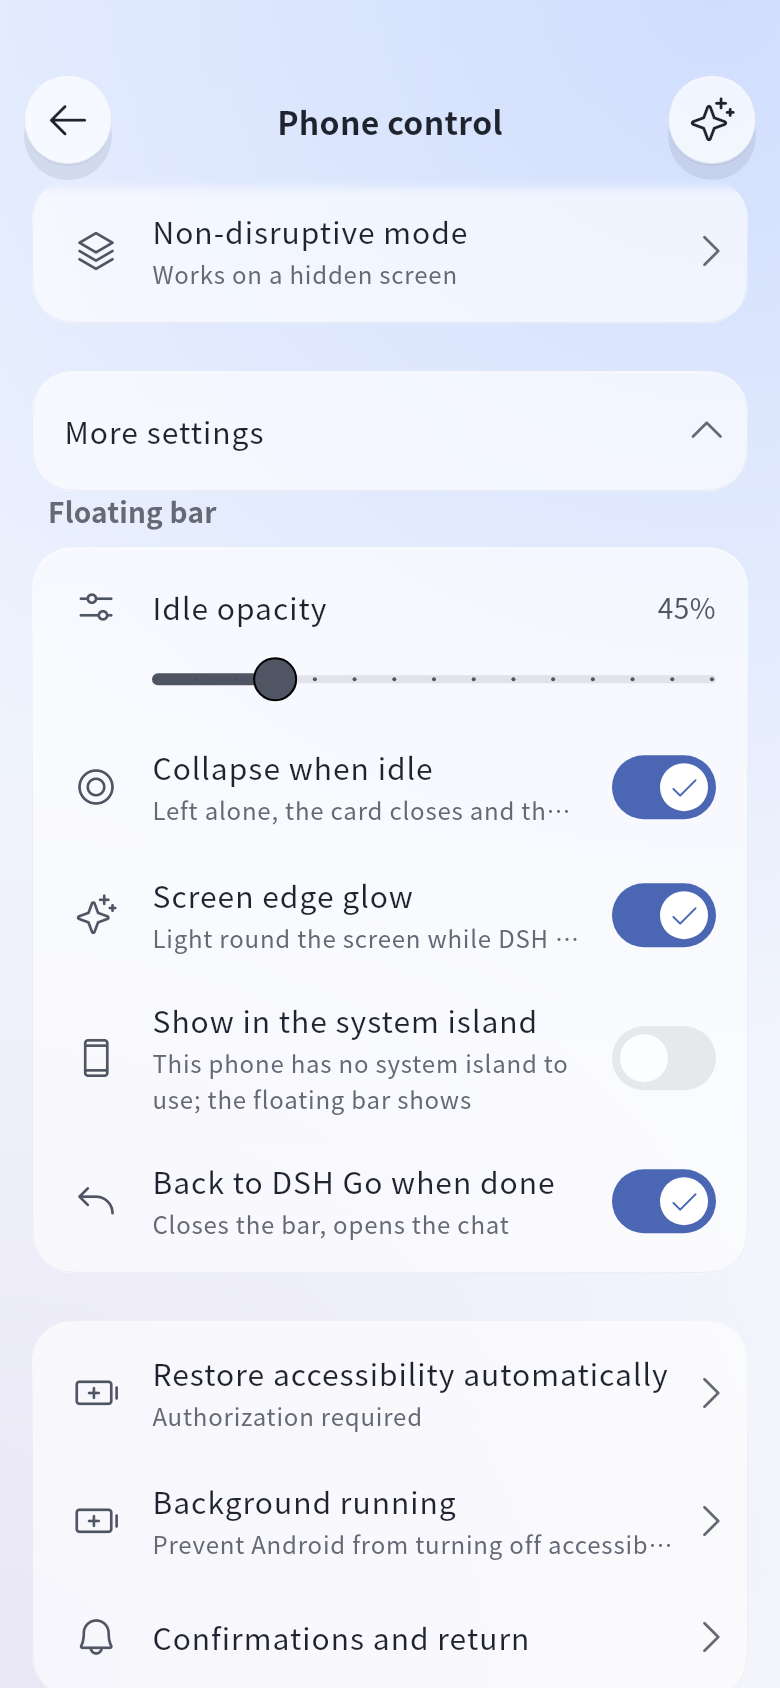 Phone control
Non-disruptive mode
Works on a hidden screen
More settings
Floating bar
Idle opacity
45%
Collapse when idle
Left alone, the card closes and th…
Screen edge glow
Light round the screen while DSH …
Show in the system island
This phone has no system island to
use; the floating bar shows
Back to DSH Go when done
Closes the bar, opens the chat
Restore accessibility automatically
Authorization required
Background running
Prevent Android from turning off accessib…
Confirmations and return